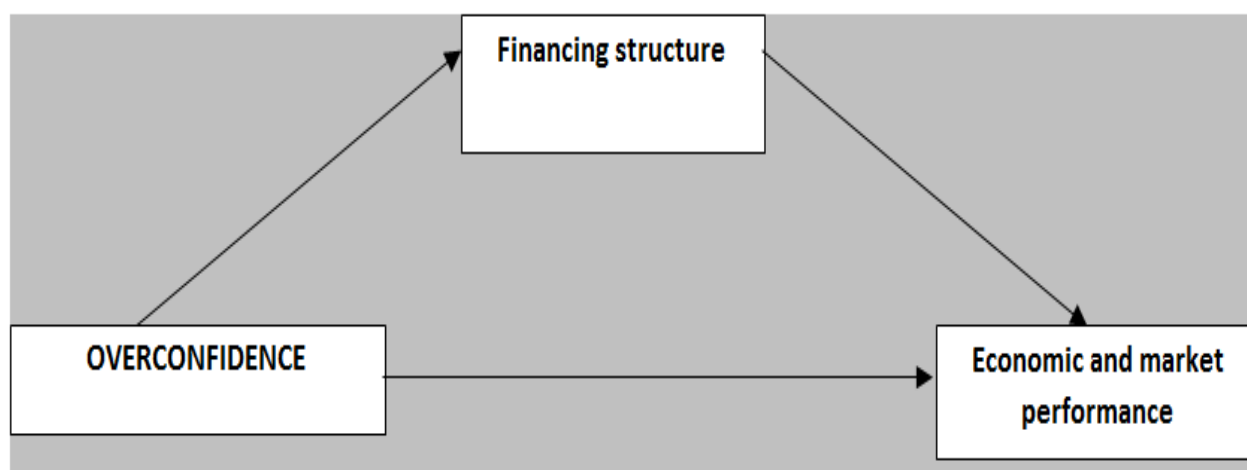 Financing structure
OVERCONFIDENCE
Economic and market
performance